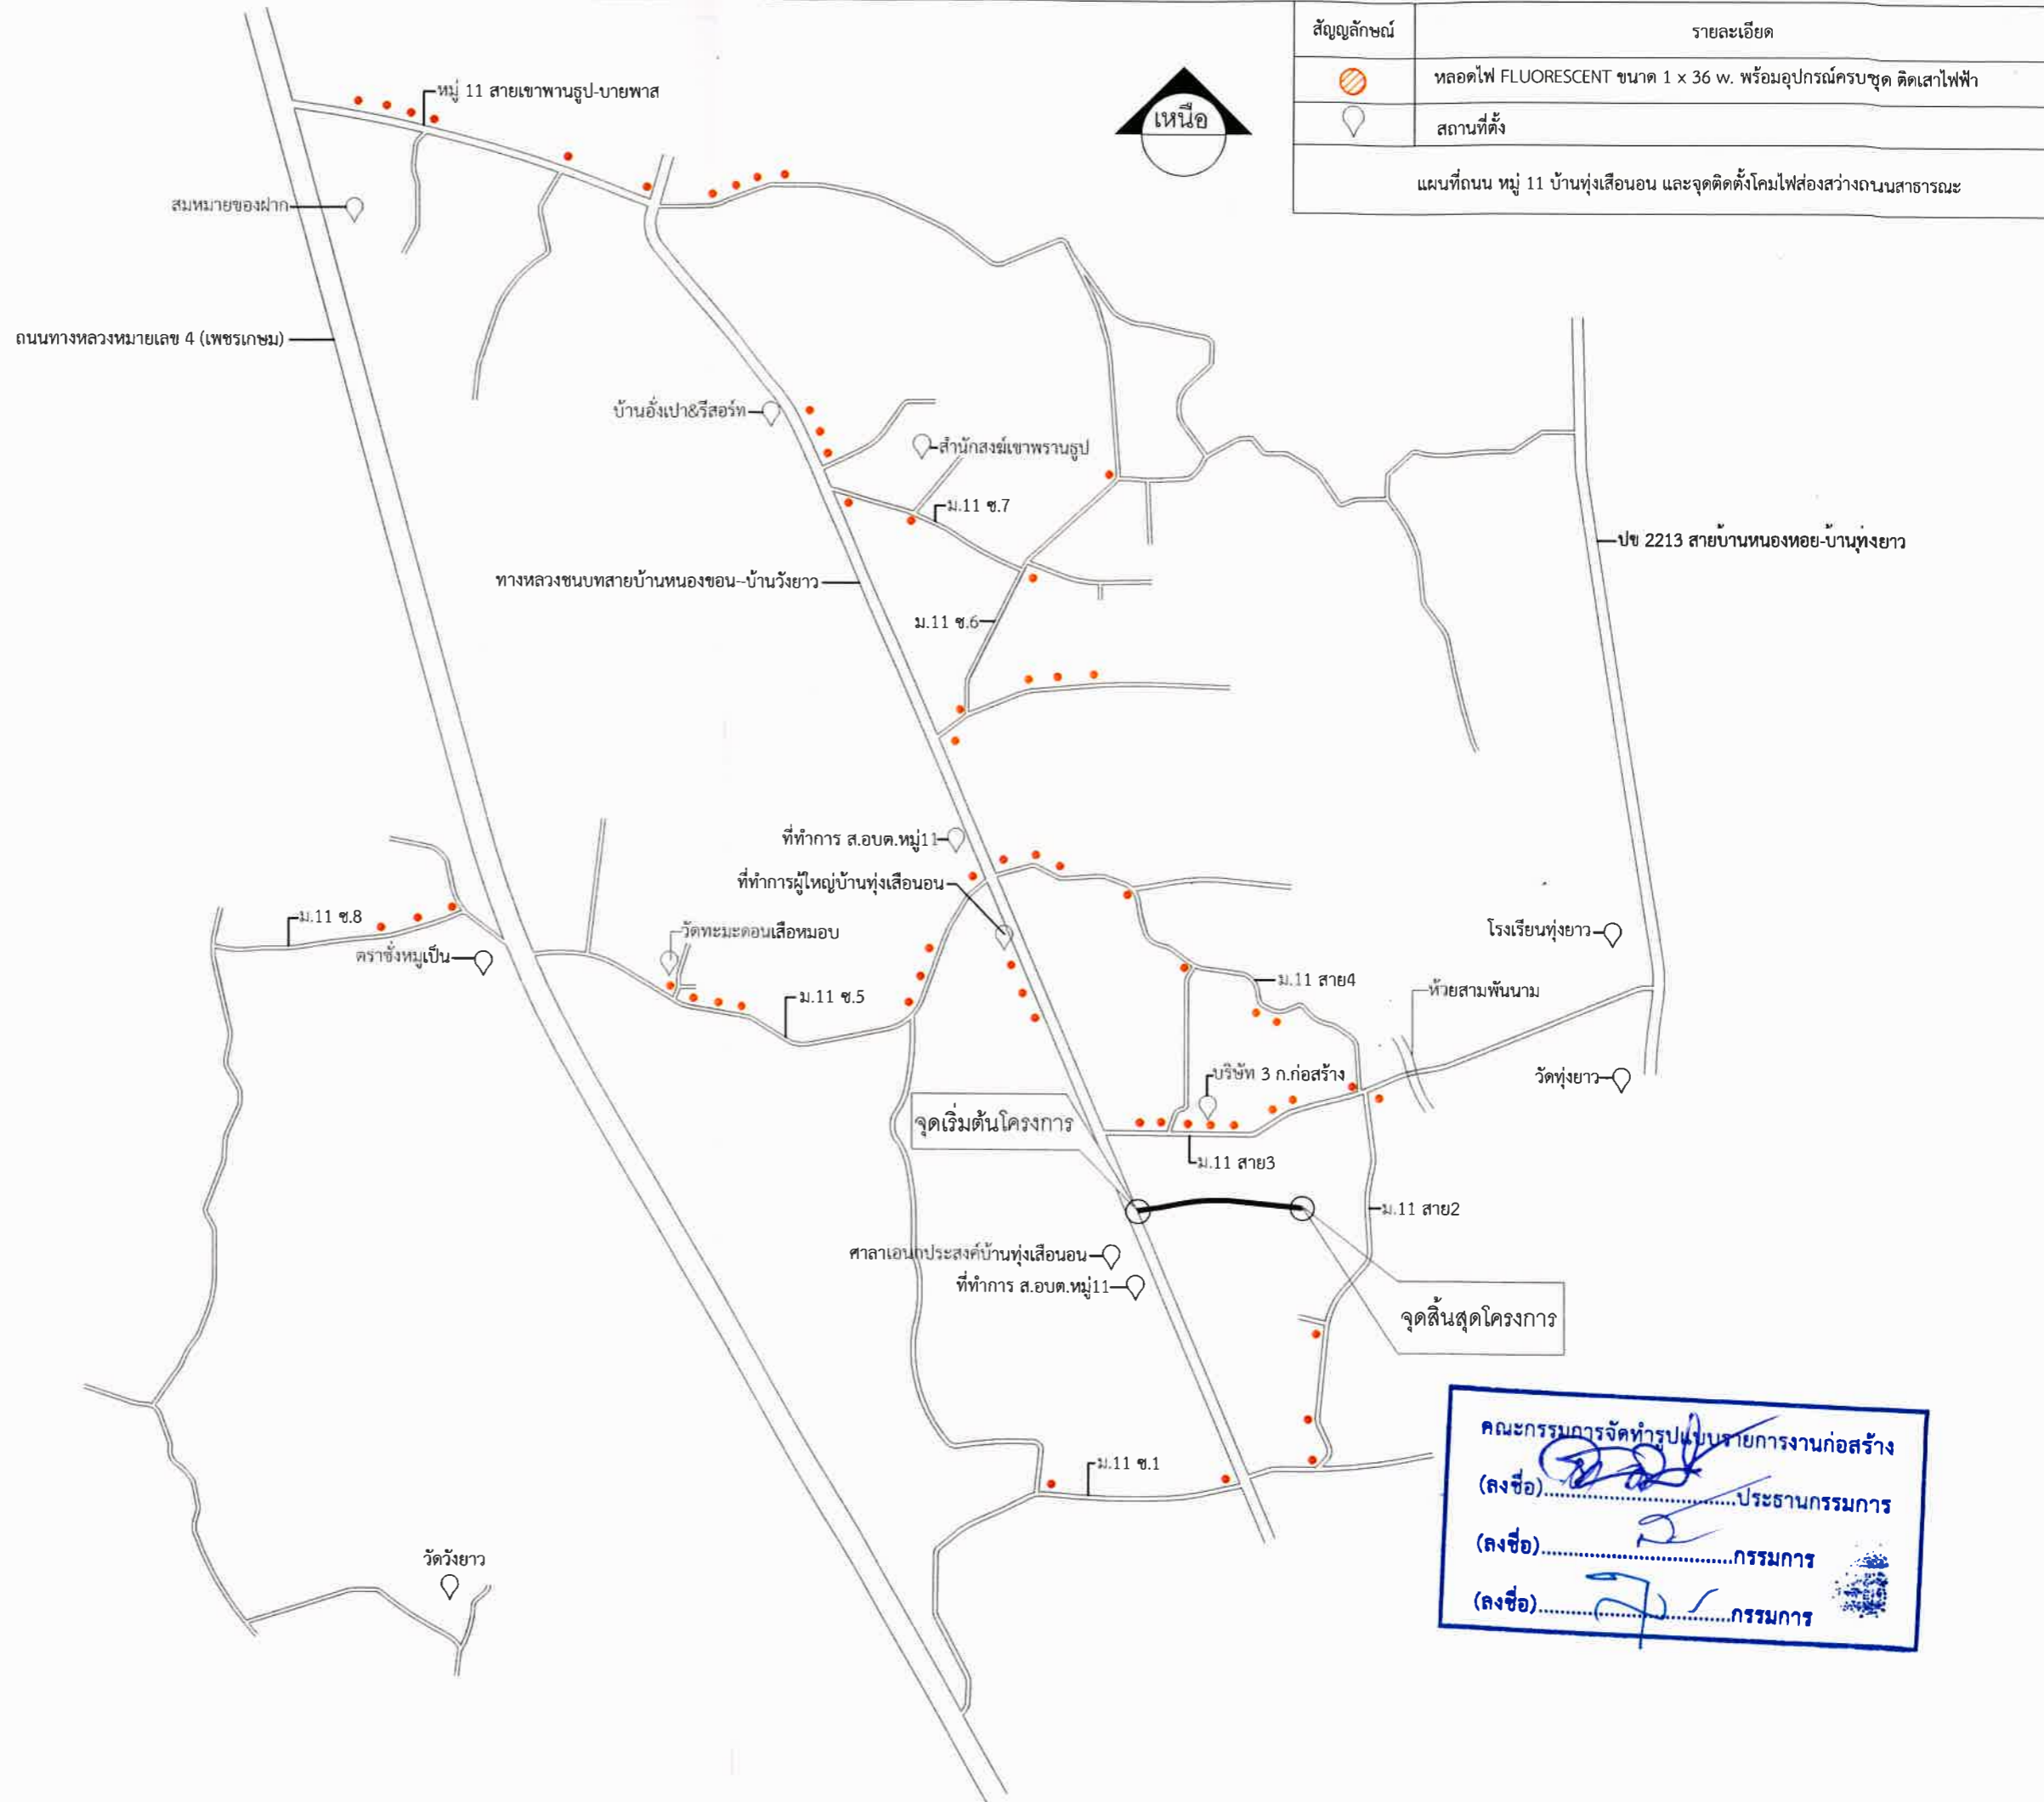 สัญญลักษณ์
รายละเอียด
หลอดไฟ FLUORESCENT ขนาด 1 x 36 w. พร้อมอุปกรณ์ครบชุด ติดเสาไฟฟ้า
สถานที่ตั้ง
แผนที่ถนน หมู่ 11 บ้านทุ่งเสือนอน และจุดติดตั้งโคมไฟส่องสว่างถนนสาธารณะ
เหนือ
หมู่ 11 สายเขาพานธูป-บายพาส
สมหมายของฝาก
ถนนทางหลวงหมายเลข 4 (เพชรเกษม)
บ้านอั่งเปา&รีสอร์ท
สำนักสงฆ์เขาพรานธูป
ม.11 ซ.7
ปข 2213 สายบ้านหนองหอย-บ้านทุ่งยาว
ทางหลวงชนบทสายบ้านหนองขอน-บ้านวังยาว
ม.11 ซ.6
ที่ทำการ ส.อบต.หมู่11
ที่ทำการผู้ใหญ่บ้านทุ่งเสือนอน
ม.11 ซ.8
ตราชั่งหมูเป็น
วัดทะมะดอนเสือหมอบ
ม.11 ซ.5
โรงเรียนทุ่งยาว
ม.11 สาย4
ห้วยสามพันนาม
วัดทุ่งยาว
บริษัท 3 ก.ก่อสร้าง
จุดเริ่มต้นโครงการ
ม.11 สาย3
ม.11 สาย2
ศาลาเอนกประสงค์บ้านทุ่งเสือนอน
ที่ทำการ ส.อบต.หมู่11
จุดสิ้นสุดโครงการ
ม.11 ซ.1
วัดวังยาว
คณะกรรมการจัดทำรูปแบบรายการงานก่อสร้าง
(ลงชื่อ)..............................ประธานกรรมการ
(ลงชื่อ)..............................กรรมการ
(ลงชื่อ)..............................กรรมการ